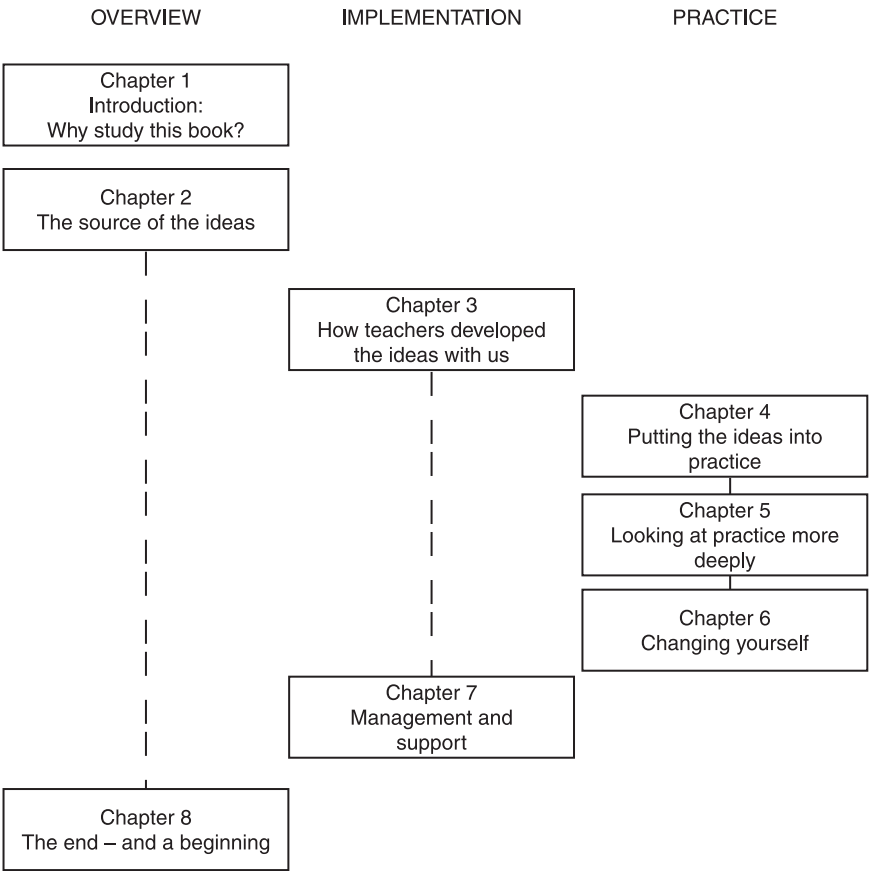 OVERVIEW
IMPLEMENTATION
PRACTICE
Chapter 1
Introduction:
Why study this book?
Chapter 2
The source of the ideas
Chapter 3
How teachers developed
the ideas with us
Chapter 4
Putting the ideas into
practice
Chapter 5
Looking at practice more
deeply
Chapter 6
Changing yourself
Chapter 7
Management and
support
Chapter 8
The end – and a beginning